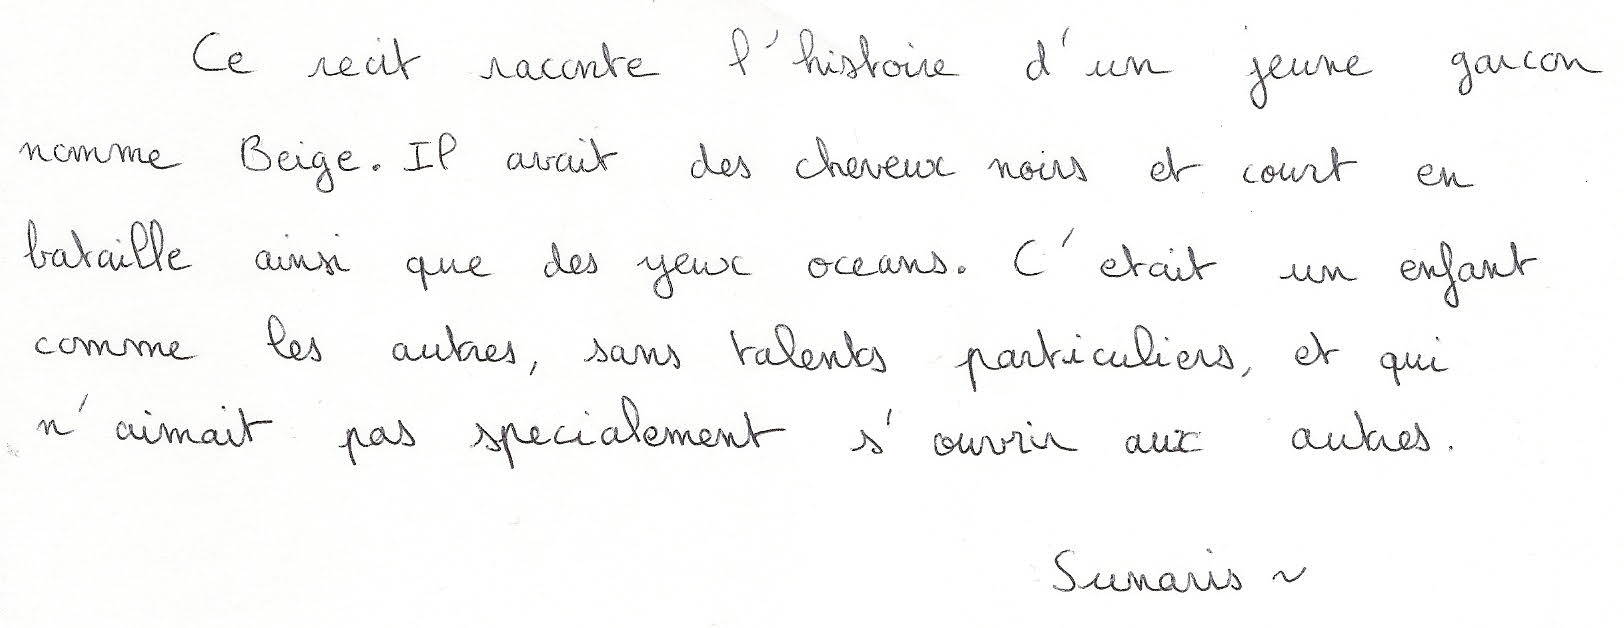 Ce recit raconte l'histoire d'un jeune garcon
nomme Beige. Il avait des cheveux noirs et court en
bataille ainsi que des yeux oceans. C'etait un enfant
comme les autres, sans talents particuliers, et qui
n'aimait pas specialement s'ouvrir aux autres.
Sunaris ~